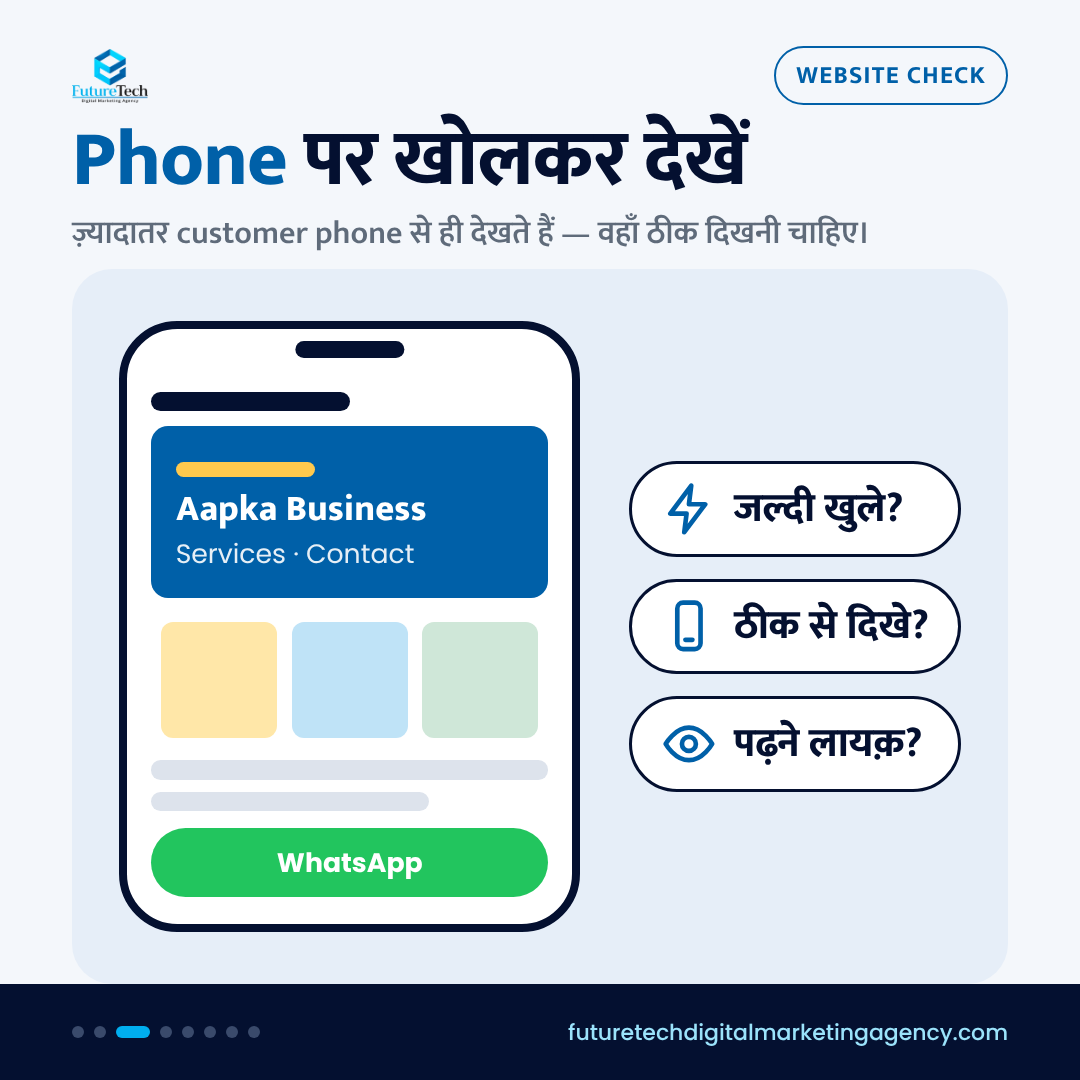 FutureTech
Digital Marketing Agency
WEBSITE CHECK
Phone पर खोलकर देखें
ज़्यादातर customer phone से ही देखते हैं — वहाँ ठीक दिखनी चाहिए।
Aapka Business
Services · Contact
WhatsApp
जल्दी खुले?
ठीक से दिखे?
पढ़ने लायक़?
futuretechdigitalmarketingagency.com